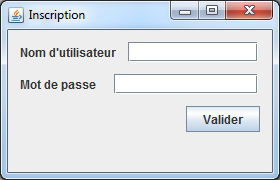 Inscription
Nom d'utilisateur
Mot de passe
Valider